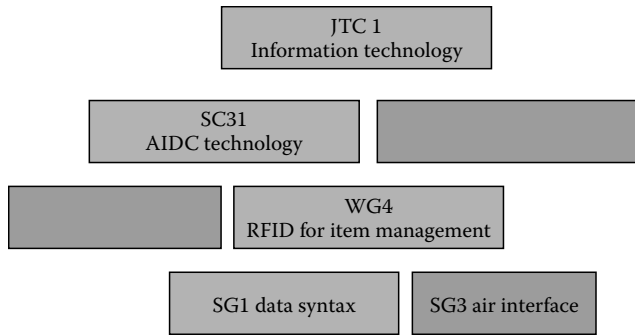 JTC 1
Information technology
SC31
AIDC technology
WG4
RFID for item management
SG1 data syntax
SG3 air interface